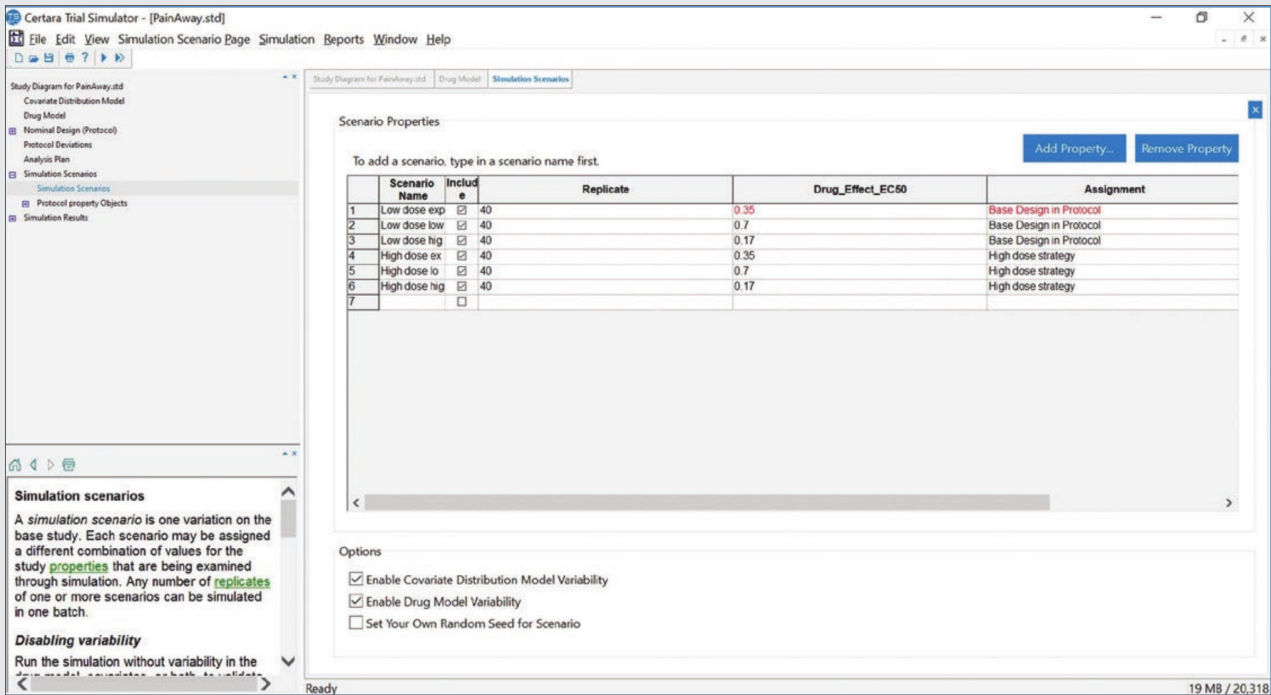 Certara Trial Simulator - [PainAway.std]
File Edit View Simulation Scenario Page Simulation Reports Window Help
Study Diagram for PainAway.std
Covariate Distribution Model
Drug Model
Nominal Design (Protocol)
Protocol Deviations
Analysis Plan
Simulation Scenarios
Simulation Scenarios
Protocol property Objects
Simulation Results
Simulation scenarios
A simulation scenario is one variation on the
base study. Each scenario may be assigned
a different combination of values for the
study properties that are being examined
through simulation. Any number of replicates
of one or more scenarios can be simulated
in one batch.
Disabling variability
Run the simulation without variability in the
Study Diagram for PainAway.std Drug Model Simulation Scenarios
Scenario Properties
Add Property... Remove Property
To add a scenario, type in a scenario name first.
Scenario Name Include Replicate Drug_Effect_EC50 Assignment
1 Low dose exp 40 0.35 Base Design in Protocol
2 Low dose low 40 0.7 Base Design in Protocol
3 Low dose hig 40 0.17 Base Design in Protocol
4 High dose ex 40 0.35 High dose strategy
5 High dose lo 40 0.7 High dose strategy
6 High dose hig 40 0.17 High dose strategy
7
Options
Enable Covariate Distribution Model Variability
Enable Drug Model Variability
Set Your Own Random Seed for Scenario
Ready 19 MB / 20,318